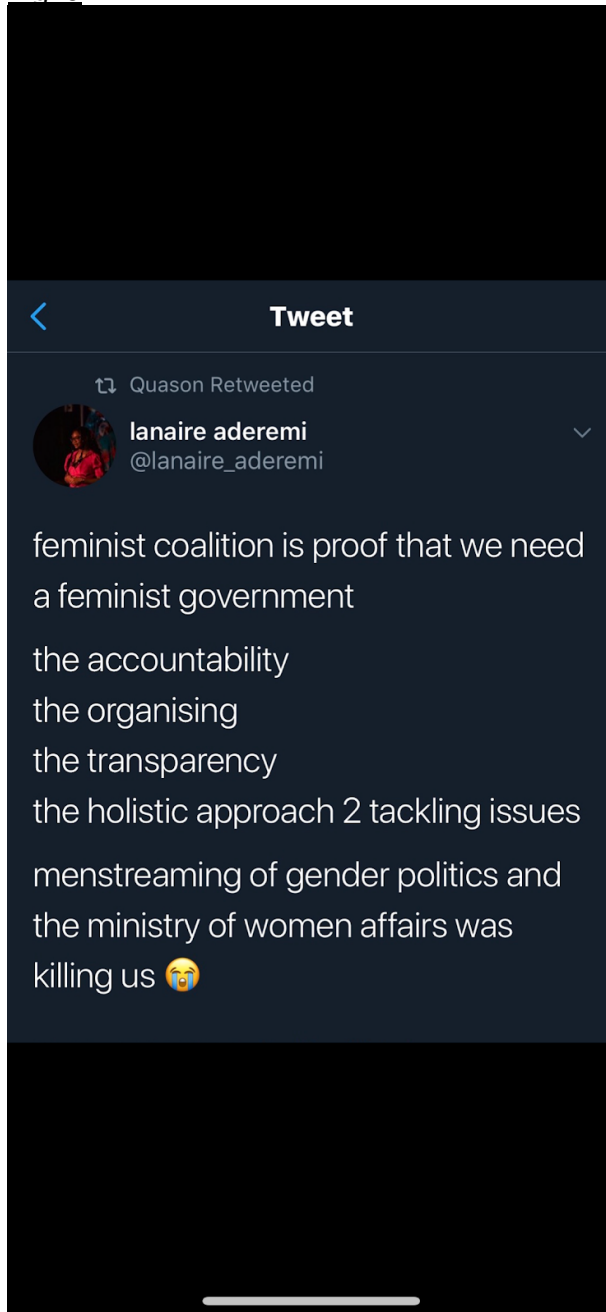 Tweet
Quason Retweeted
lanaire aderemi
@lanaire_aderemi
feminist coalition is proof that we need
a feminist government
the accountability
the organising
the transparency
the holistic approach 2 tackling issues
menstreaming of gender politics and
the ministry of women affairs was
killing us 😭